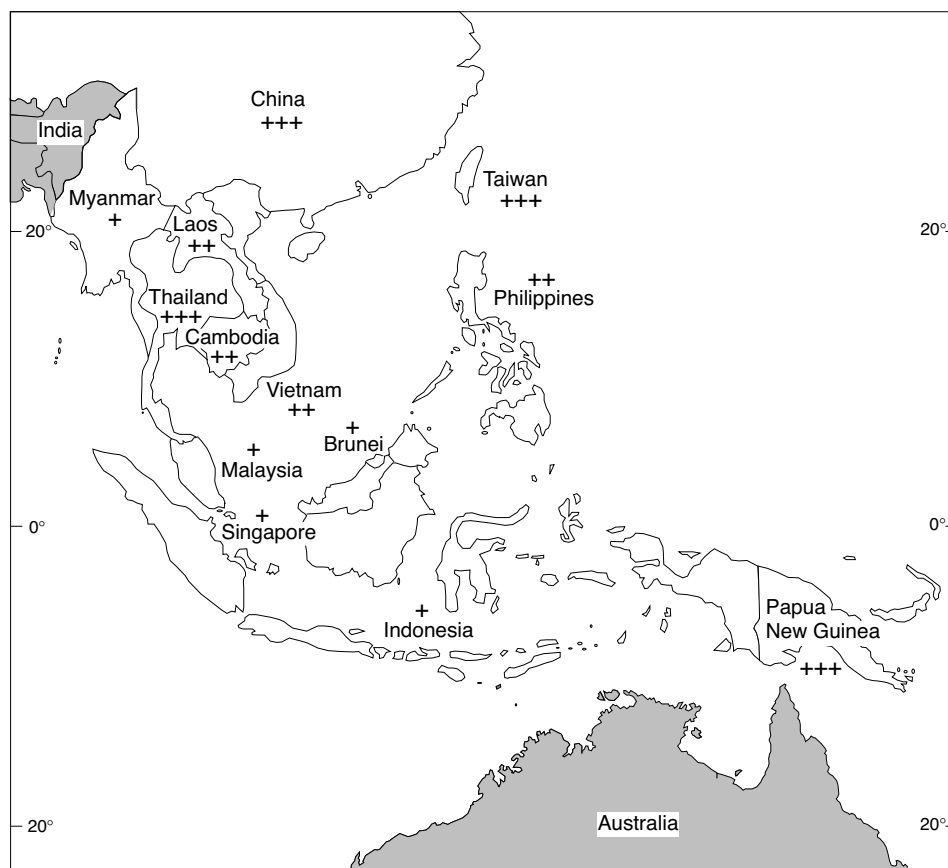 China
+++
India
Taiwan
+++
Myanmar
+
Laos
++
20°
20°
++
Philippines
Thailand
+++
Cambodia
++
Vietnam
++
+
Brunei
+
Malaysia
+
Singapore
0°
0°
+
Indonesia
Papua
New Guinea
+++
Australia
20°
20°